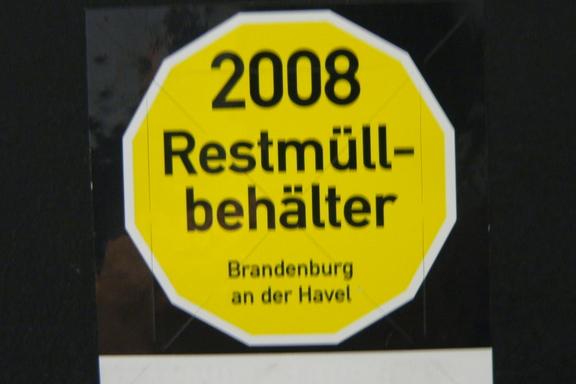 2008
Restmüll-
behälter
Brandenburg
an der Havel